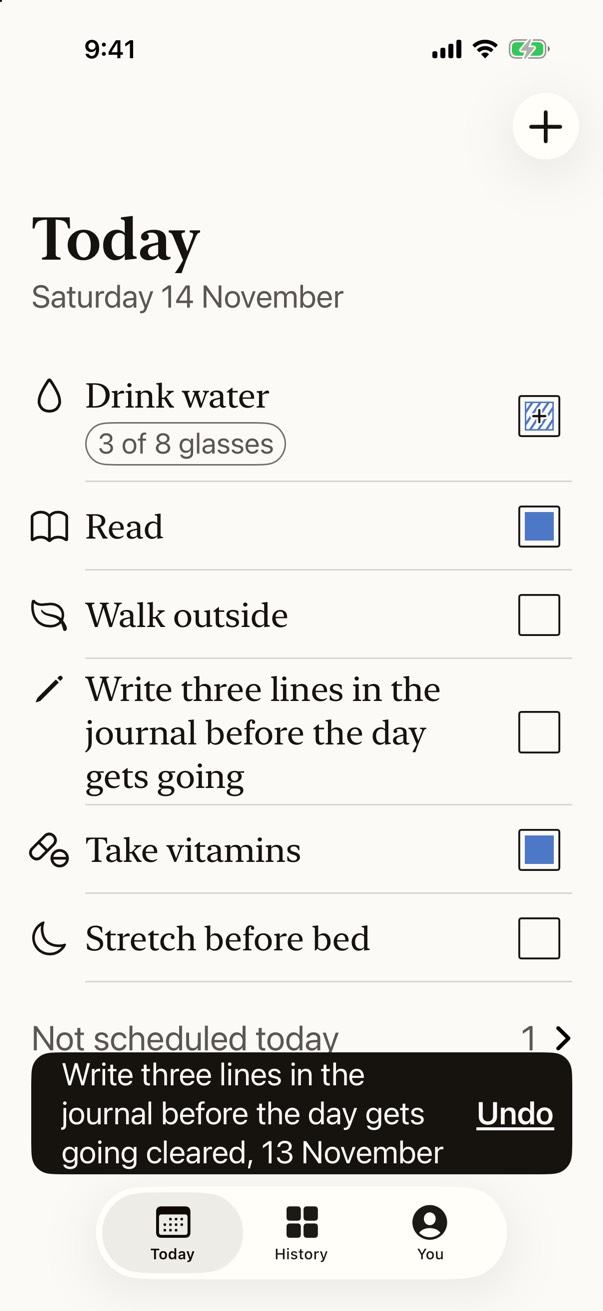 9:41
Today
Saturday 14 November
Drink water
3 of 8 glasses
Read
Walk outside
Write three lines in the
journal before the day
gets going
Take vitamins
Stretch before bed
Not scheduled today 1
Write three lines in the
journal before the day gets
going cleared, 13 November
Undo
Today History You